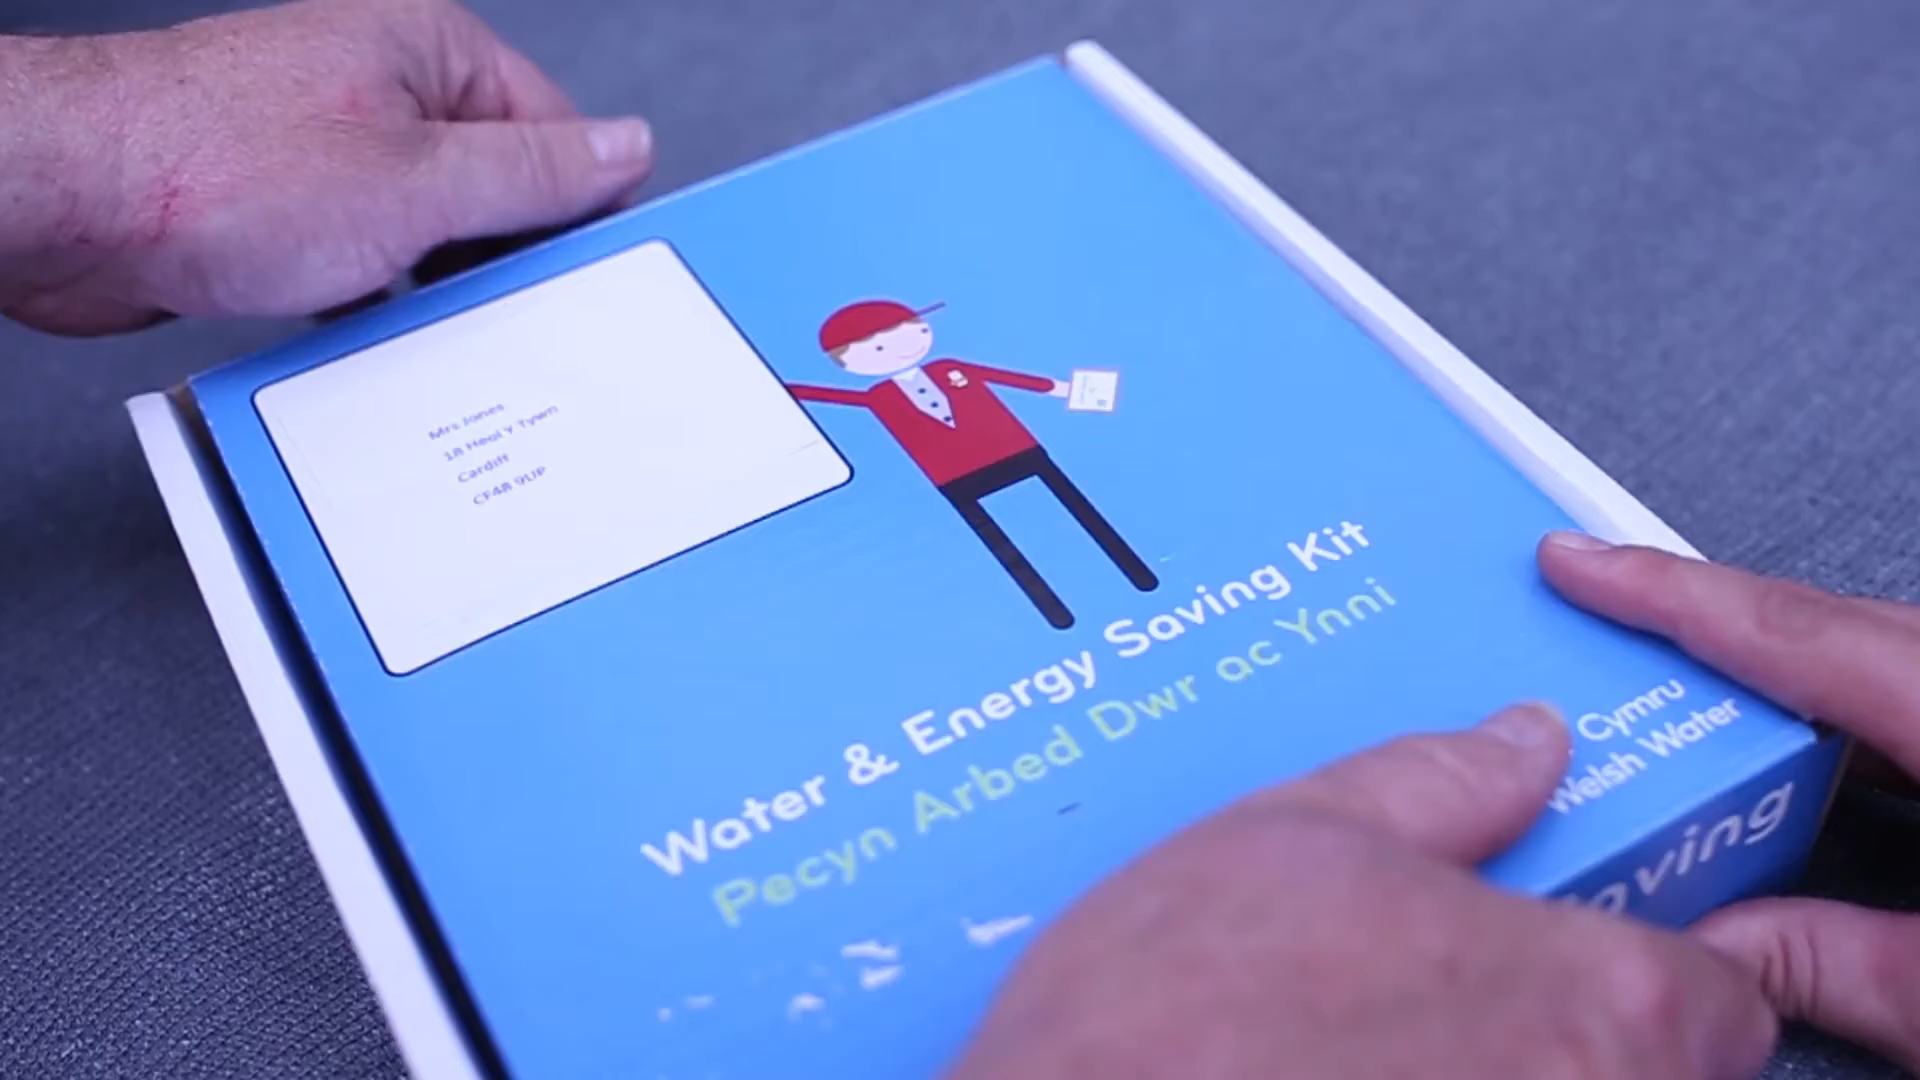 Mrs Jones
18 Heol Y Tywn
Cardiff
CF48 9UP
Water & Energy Saving Kit
Pecyn Arbed Dwr ac Ynni
Cymru
Welsh Water
Saving